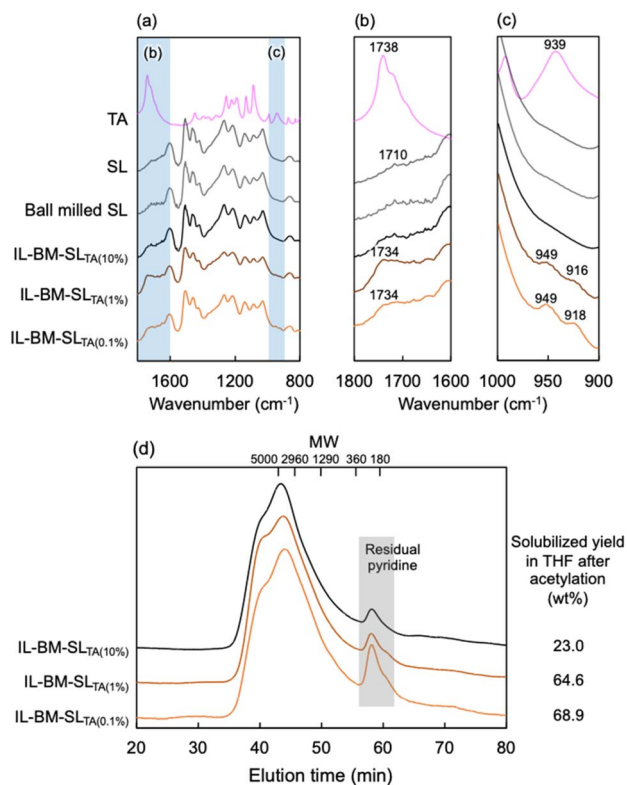 (a)
(b)
(c)
(b)
(c)
1738
939
TA
1710
SL
Ball milled SL
1734
949
916
IL-BM-SLTA(10%)
1734
949
918
IL-BM-SLTA(1%)
IL-BM-SLTA(0.1%)
1600 1200 800
1800 1700 1600
1000 950 900
Wavenumber (cm-1)
Wavenumber (cm-1)
Wavenumber (cm-1)
(d)
MW
5000 2960 1290 360 180
Residual
pyridine
Solubilized yield
in THF after
acetylation
(wt%)
IL-BM-SLTA(10%) 23.0
IL-BM-SLTA(1%) 64.6
IL-BM-SLTA(0.1%) 68.9
20 30 40 50 60 70 80
Elution time (min)